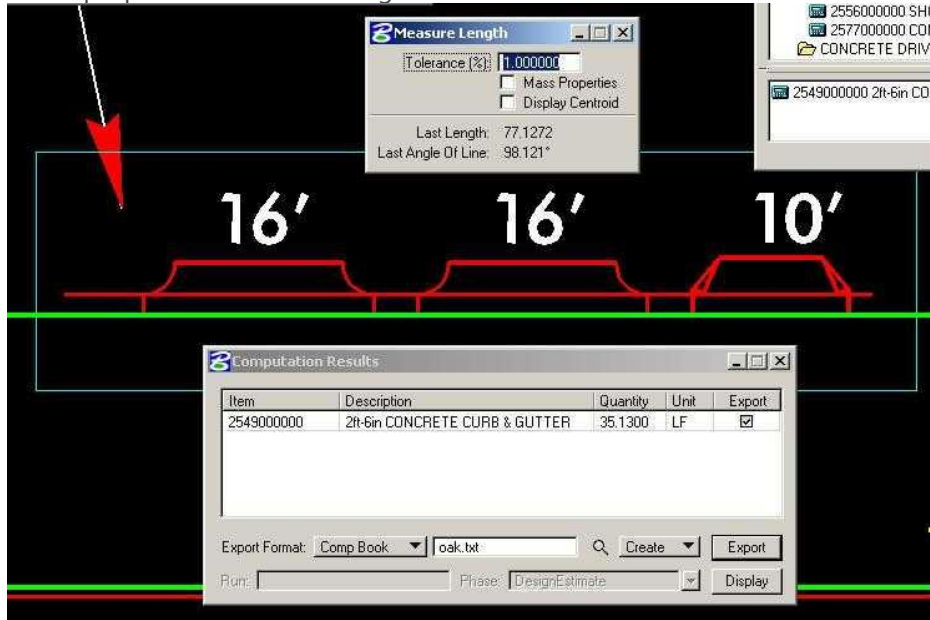 2556000000 SHO
2577000000 CON
CONCRETE DRIV
2549000000 2ft-6in CO
Measure Length
Tolerance (%): 1.000000
Mass Properties
Display Centroid
Last Length: 77.1272
Last Angle Of Line: 98.121°
16' 16' 10'
Computation Results
Item Description Quantity Unit Export
2549000000 2ft-6in CONCRETE CURB & GUTTER 35.1300 LF
Export Format: Comp Book oak.txt Create Export
Run: Phase: DesignEstimate Display